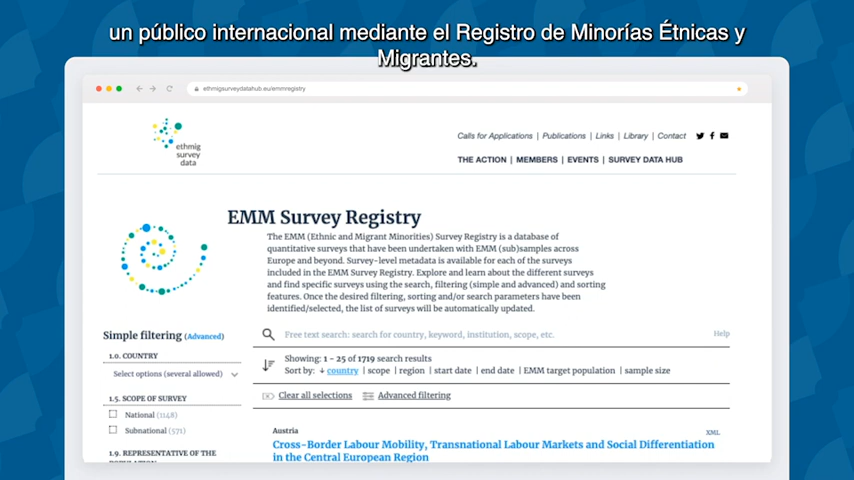 un público internacional mediante el Registro de Minorías Étnicas y
Migrantes.
ethmigsurveydatahub.eu/emmregistry
ethmig
survey
data
Calls for Applications | Publications | Links | Library | Contact
THE ACTION | MEMBERS | EVENTS | SURVEY DATA HUB
EMM Survey Registry
The EMM (Ethnic and Migrant Minorities) Survey Registry is a database of
quantitative surveys that have been undertaken with EMM (sub)samples across
Europe and beyond. Survey-level metadata is available for each of the surveys
included in the EMM Survey Registry. Explore and learn about the different surveys
and find specific surveys using the search, filtering (simple and advanced) and sorting
features. Once the desired filtering, sorting and/or search parameters have been
identified/selected, the list of surveys will be automatically updated.
Simple filtering (Advanced)
1.0. COUNTRY
Select options (several allowed)
1.5. SCOPE OF SURVEY
National (1148)
Subnational (571)
1.9. REPRESENTATIVE OF THE
POPULATION
Free text search: search for country, keyword, institution, scope, etc.
Help
Showing: 1 - 25 of 1719 search results
Sort by: ↓ country | scope | region | start date | end date | EMM target population | sample size
Clear all selections
Advanced filtering
Austria
XML
Cross-Border Labour Mobility, Transnational Labour Markets and Social Differentiation
in the Central European Region